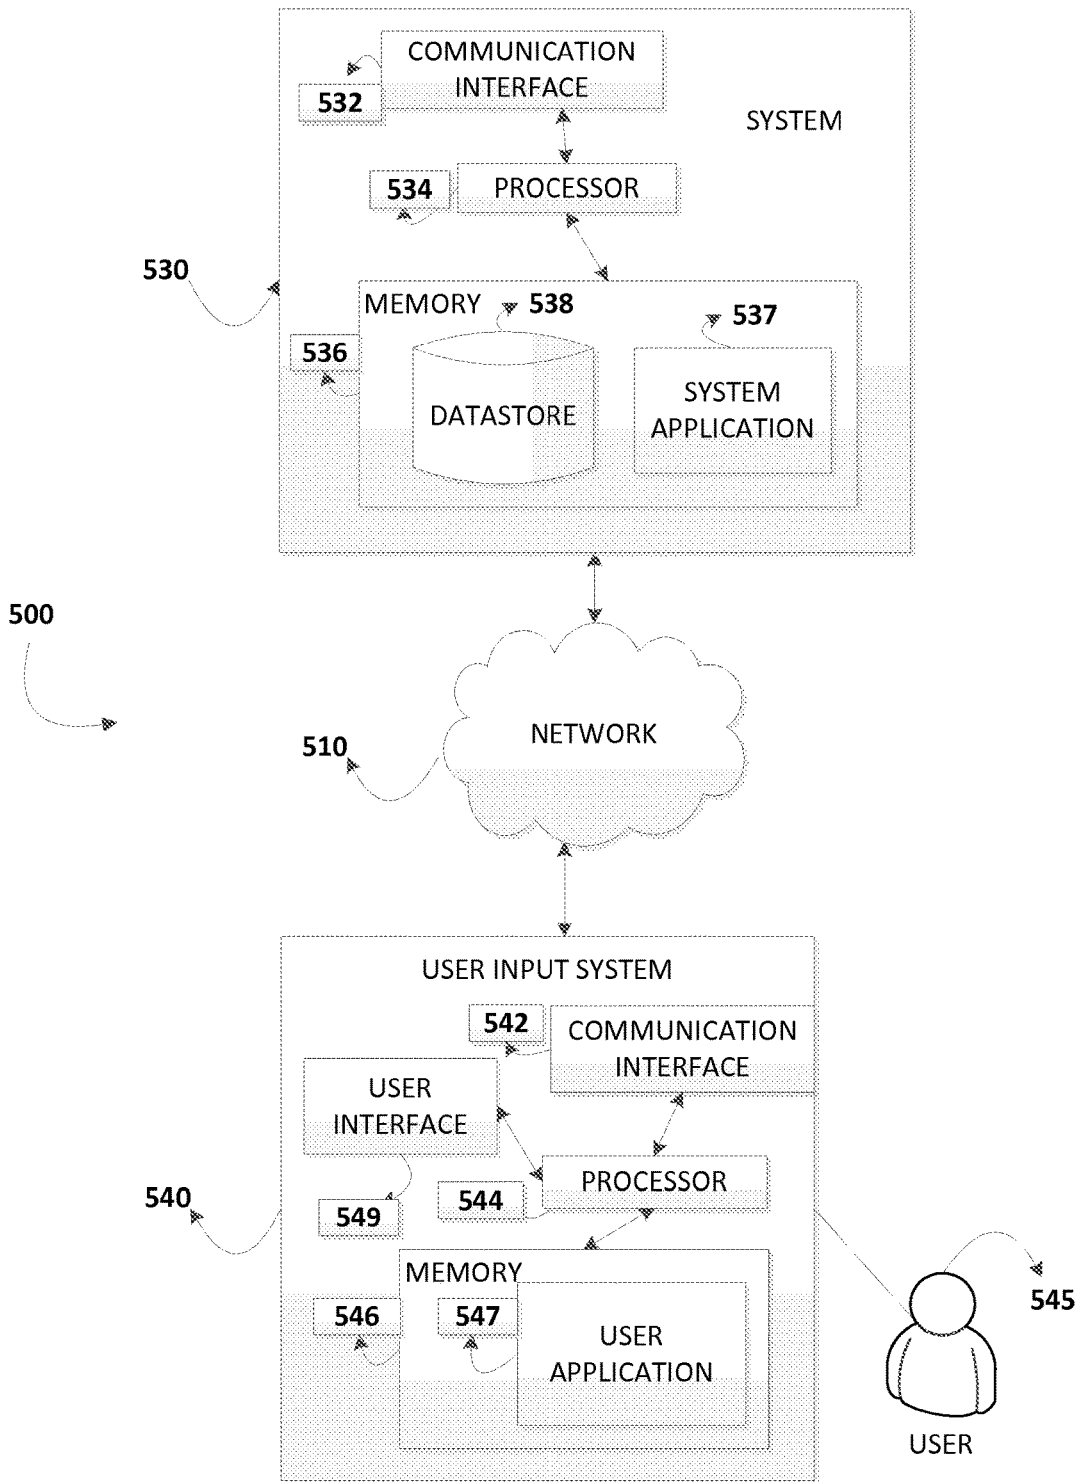 COMMUNICATION
INTERFACE
532
SYSTEM
534
PROCESSOR
530
MEMORY
538
537
536
DATASTORE
SYSTEM
APPLICATION
500
510
NETWORK
USER INPUT SYSTEM
542
COMMUNICATION
INTERFACE
USER
INTERFACE
PROCESSOR
540
549
544
MEMORY
546
547
USER
APPLICATION
545
USER